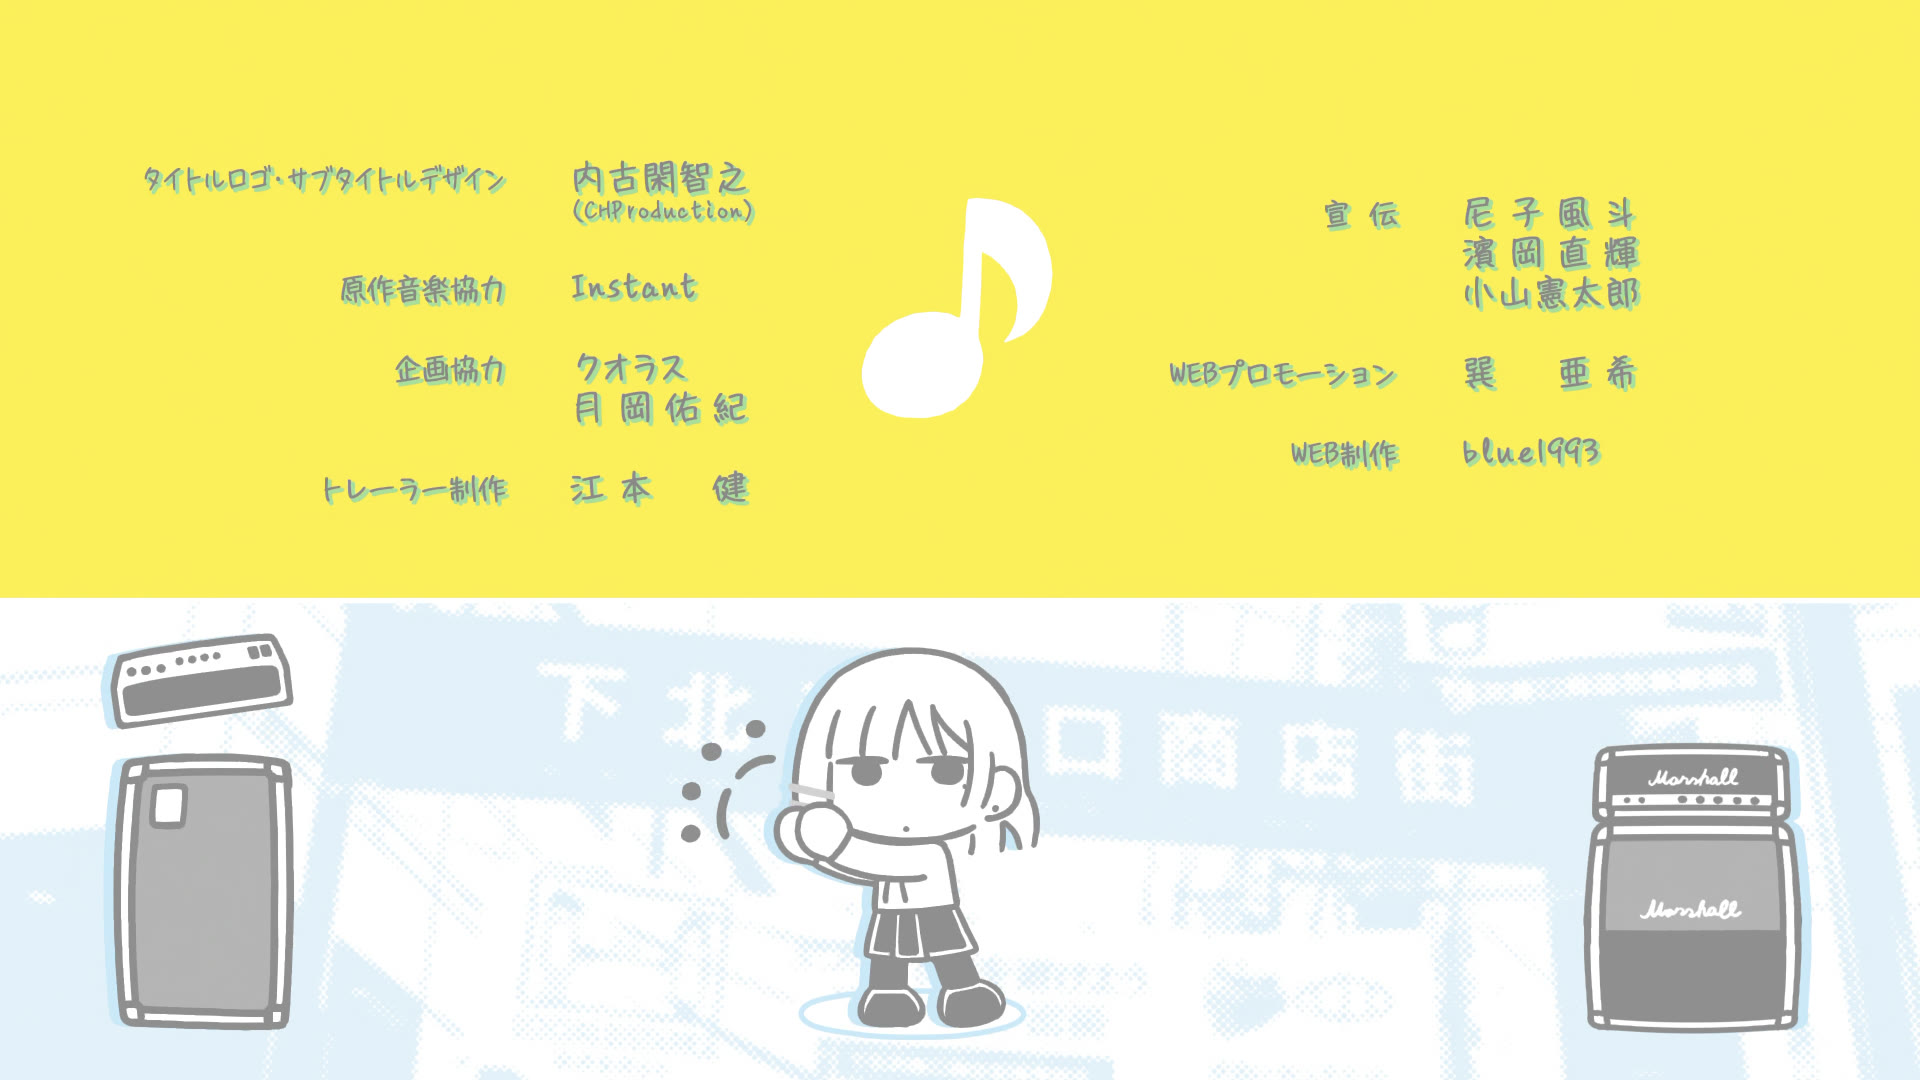 タイトルロゴ・サブタイトルデザイン 内古閑智之
(CHProduction)
原作音楽協力 Instant
企画協力 クオラス
月岡佑紀
トレーラー制作 江本 健
宣伝 尼子風斗
濱岡直輝
小山憲太郎
WEBプロモーション 巽 亜希
WEB制作 blue1993
下北 口商店街
Marshall
Marshall